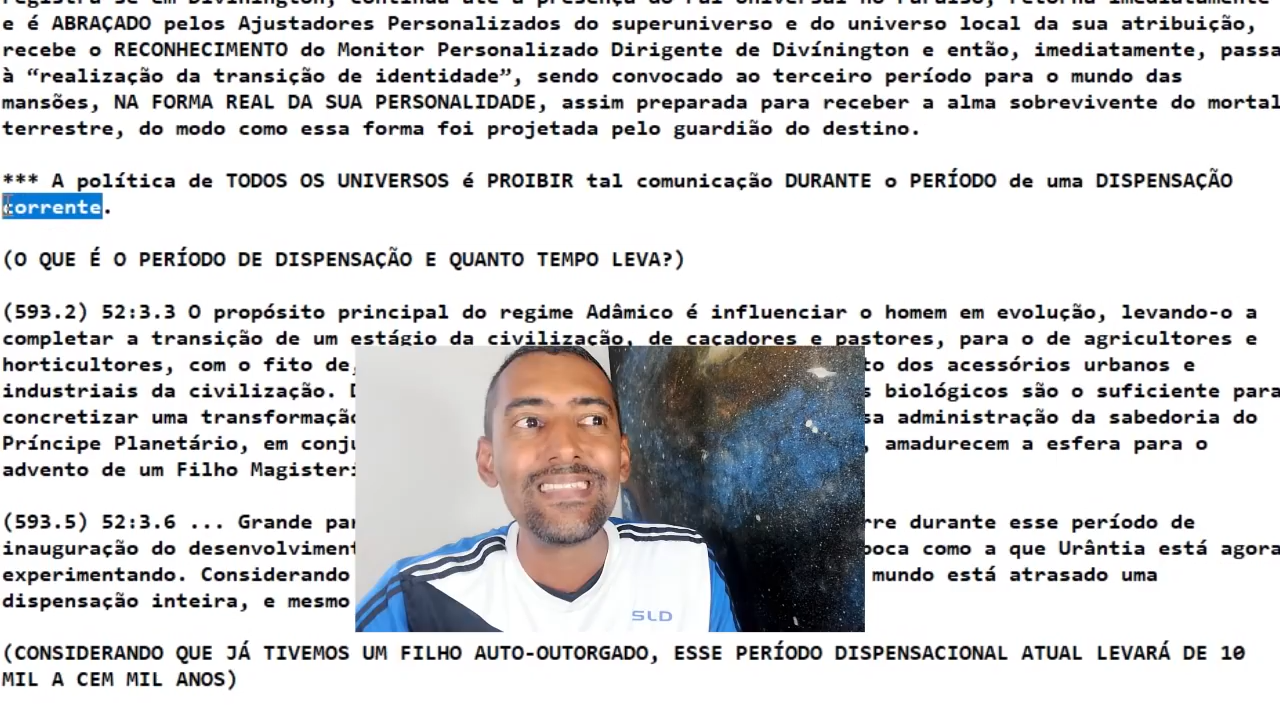 registra se em Divínington, continua até a presença do Pai Universal no Paraíso, retorna imediatamente
e é ABRAÇADO pelos Ajustadores Personalizados do superuniverso e do universo local da sua atribuição,
recebe o RECONHECIMENTO do Monitor Personalizado Dirigente de Divínington e então, imediatamente, passa
à “realização da transição de identidade”, sendo convocado ao terceiro período para o mundo das
mansões, NA FORMA REAL DA SUA PERSONALIDADE, assim preparada para receber a alma sobrevivente do mortal
terrestre, do modo como essa forma foi projetada pelo guardião do destino.
*** A política de TODOS OS UNIVERSOS é PROIBIR tal comunicação DURANTE o PERÍODO de uma DISPENSAÇÃO
corrente.
(O QUE É O PERÍODO DE DISPENSAÇÃO E QUANTO TEMPO LEVA?)
(593.2) 52:3.3 O propósito principal do regime Adâmico é influenciar o homem em evolução, levando-o a
completar a transição de um estágio da civilização, de caçadores e pastores, para o de agricultores e
horticultores, com o fito de, to dos acessórios urbanos e
industriais da civilização. biológicos são o suficiente para
concretizar uma transformação sa administração da sabedoria do
Príncipe Planetário, em conju , amadurecem a esfera para o
advento de um Filho Magisteri
(593.5) 52:3.6 ... Grande par rre durante esse período de
inauguração do desenvolviment poca como a que Urântia está agora
experimentando. Considerando mundo está atrasado uma
dispensação inteira, e mesmo
SLD
(CONSIDERANDO QUE JÁ TIVEMOS UM FILHO AUTO-OUTORGADO, ESSE PERÍODO DISPENSACIONAL ATUAL LEVARÁ DE 10
MIL A CEM MIL ANOS)